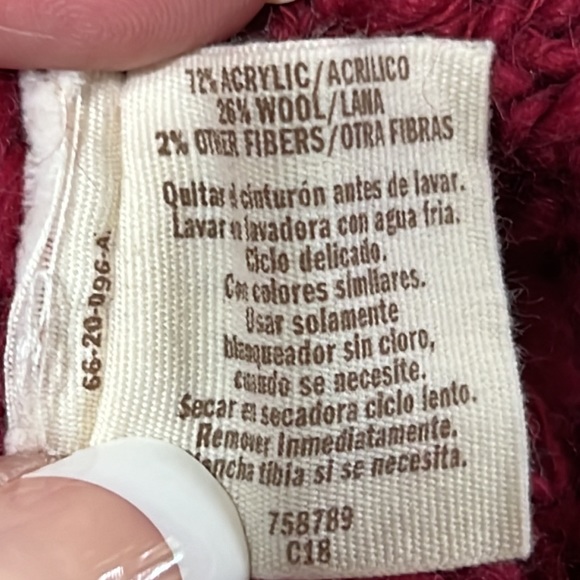 72% ACRYLIC/ACRILICO
26% WOOL/LANA
2% OTHER FIBERS/OTRA FIBRAS
Quitar el cinturón antes de lavar.
Lavar en lavadora con agua fria.
Ciclo delicado.
Con colores similares.
Usar solamente
blanqueador sin cloro,
cuando se necesite.
Secar en secadora ciclo lento.
Remover Inmediatamente.
Plancha tibia si se necesita.
758789
C18
66-20-096-A